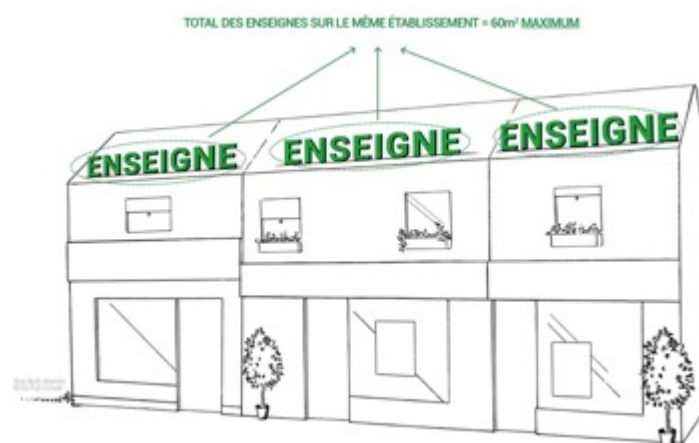 TOTAL DES ENSEIGNES SUR LE MÊME ÉTABLISSEMENT = 60m² MAXIMUM
ENSEIGNE ENSEIGNE ENSEIGNE